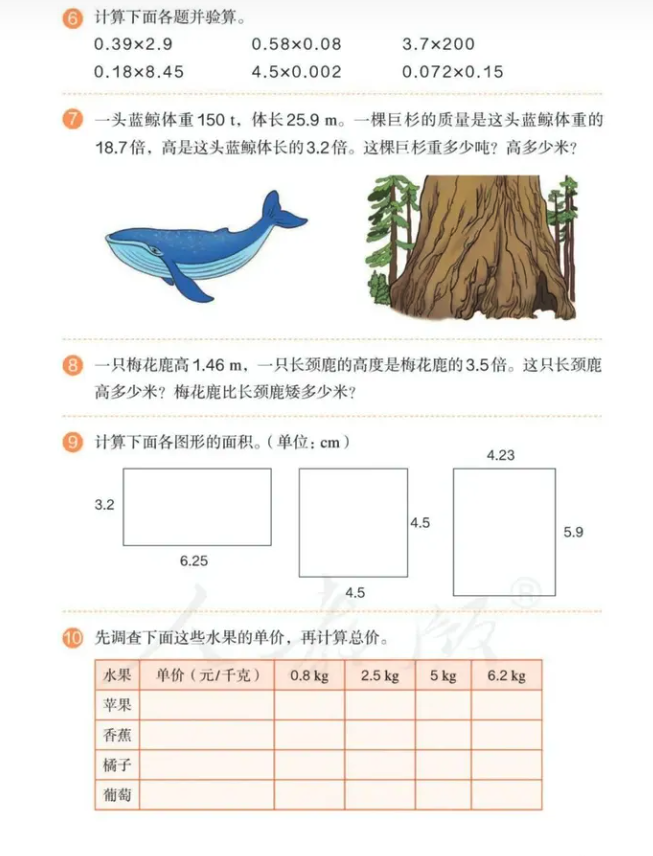 6 计算下面各题并验算。
0.39×2.9 0.58×0.08 3.7×200
0.18×8.45 4.5×0.002 0.072×0.15
7 一头蓝鲸体重150 t，体长25.9 m。一棵巨杉的质量是这头蓝鲸体重的
18.7倍，高是这头蓝鲸体长的3.2倍。这棵巨杉重多少吨？高多少米？
8 一只梅花鹿高1.46 m，一只长颈鹿的高度是梅花鹿的3.5倍。这只长颈鹿
高多少米？梅花鹿比长颈鹿矮多少米？
9 计算下面各图形的面积。（单位：cm）
3.2
6.25
4.5
4.5
4.23
5.9
人教版®
10 先调查下面这些水果的单价，再计算总价。
水果 单价（元/千克） 0.8 kg 2.5 kg 5 kg 6.2 kg
苹果
香蕉
橘子
葡萄